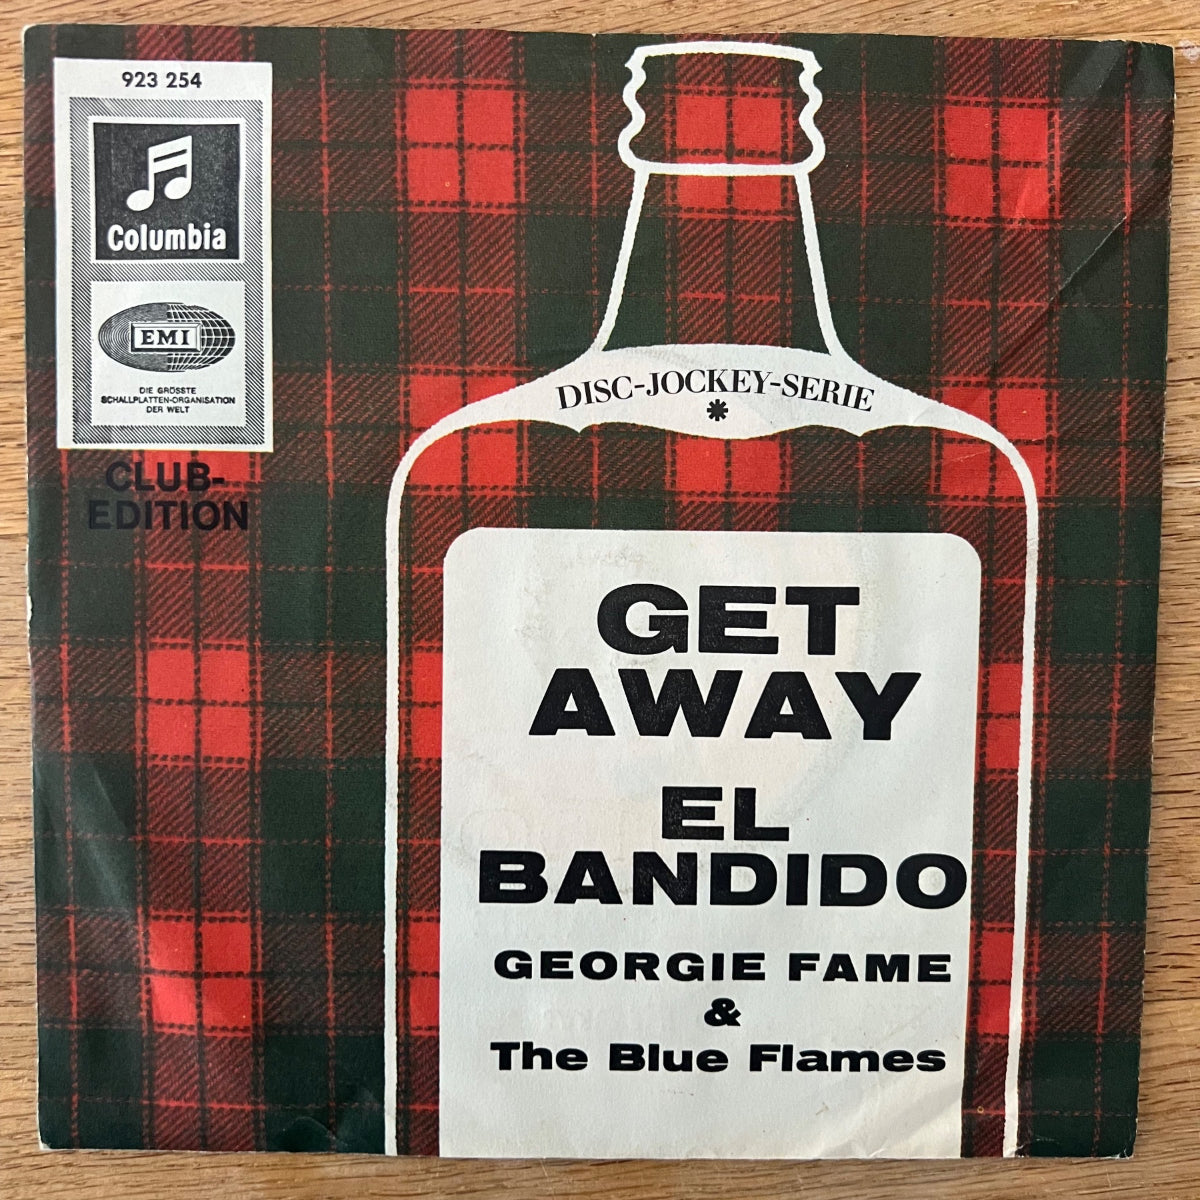 923 254
Columbia
EMI
DIE GRÖSSTE
SCHALLPLATTEN-ORGANISATION
DER WELT
CLUB-
EDITION
DISC-JOCKEY-SERIE
*
GET
AWAY
EL
BANDIDO
GEORGIE FAME
&
The Blue Flames